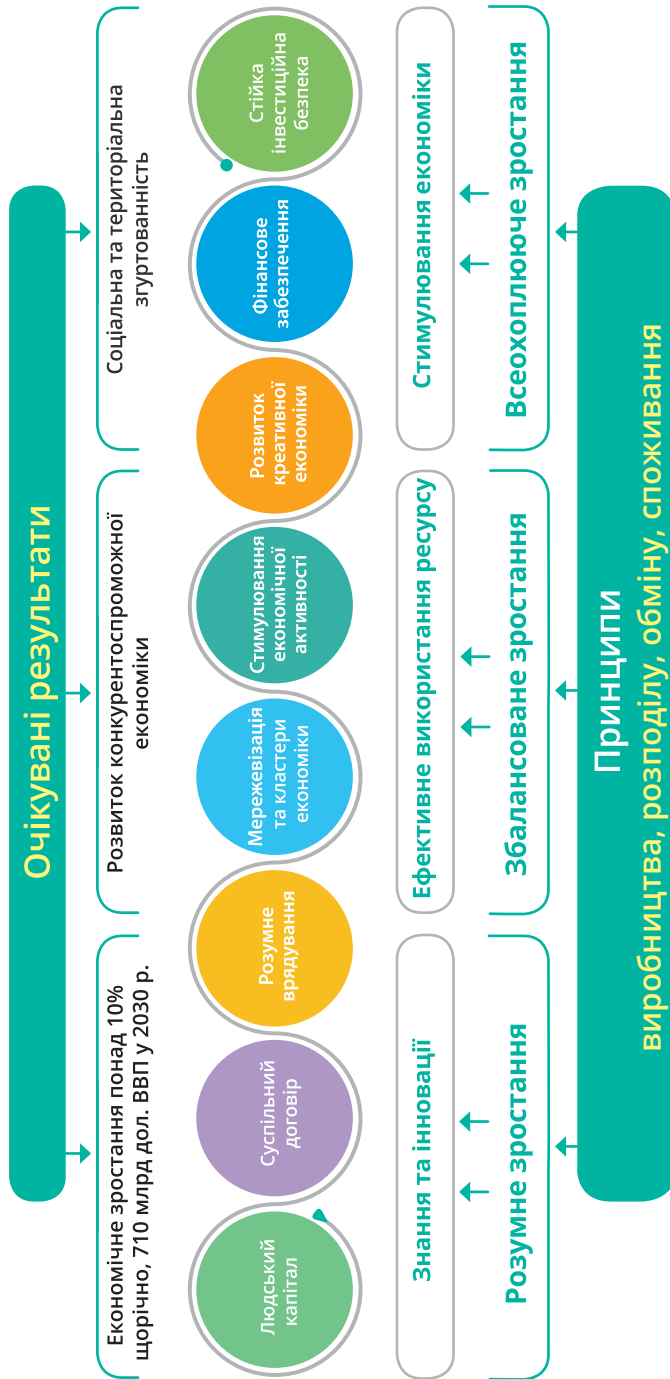 Очікувані результати
Економічне зростання понад 10%
щорічно, 710 млрд дол. ВВП у 2030 р.
Розвиток конкурентоспроможної
економіки
Соціальна та територіальна
згуртованність
Людський
капітал
Суспільний
договір
Розумне
врядування
Мережевізація
та кластери
економіки
Стимулювання
економічної
активності
Розвиток
креативної
економіки
Фінансове
забезпечення
Стійка
інвестиційна
безпека
Знання та інновації
Ефективне використання ресурсу
Стимулювання економіки
Розумне зростання
Збалансоване зростання
Всеохоплююче зростання
Принципи
виробництва, розподілу, обміну, споживання